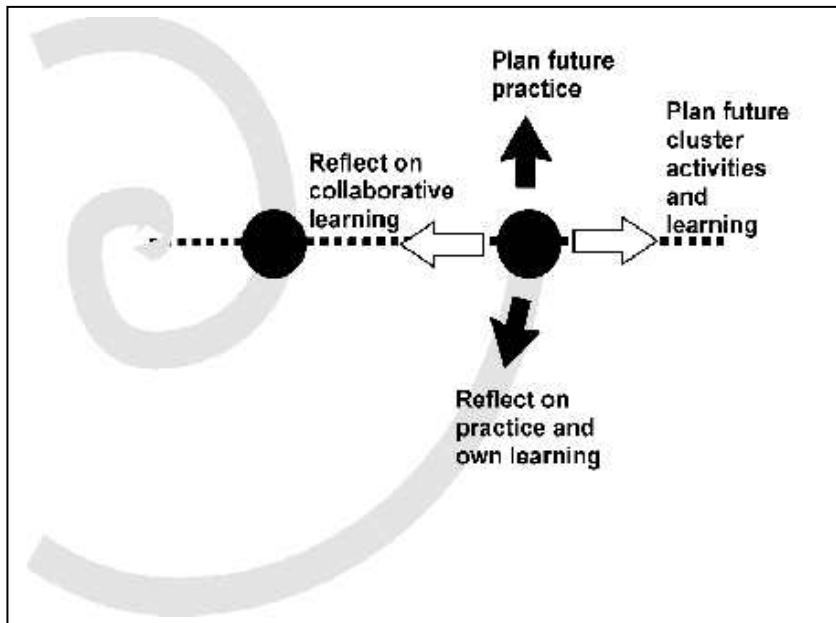 Plan future
practice
Plan future
cluster
activities
and
learning
Reflect on
collaborative
learning
Reflect on
practice and
own learning